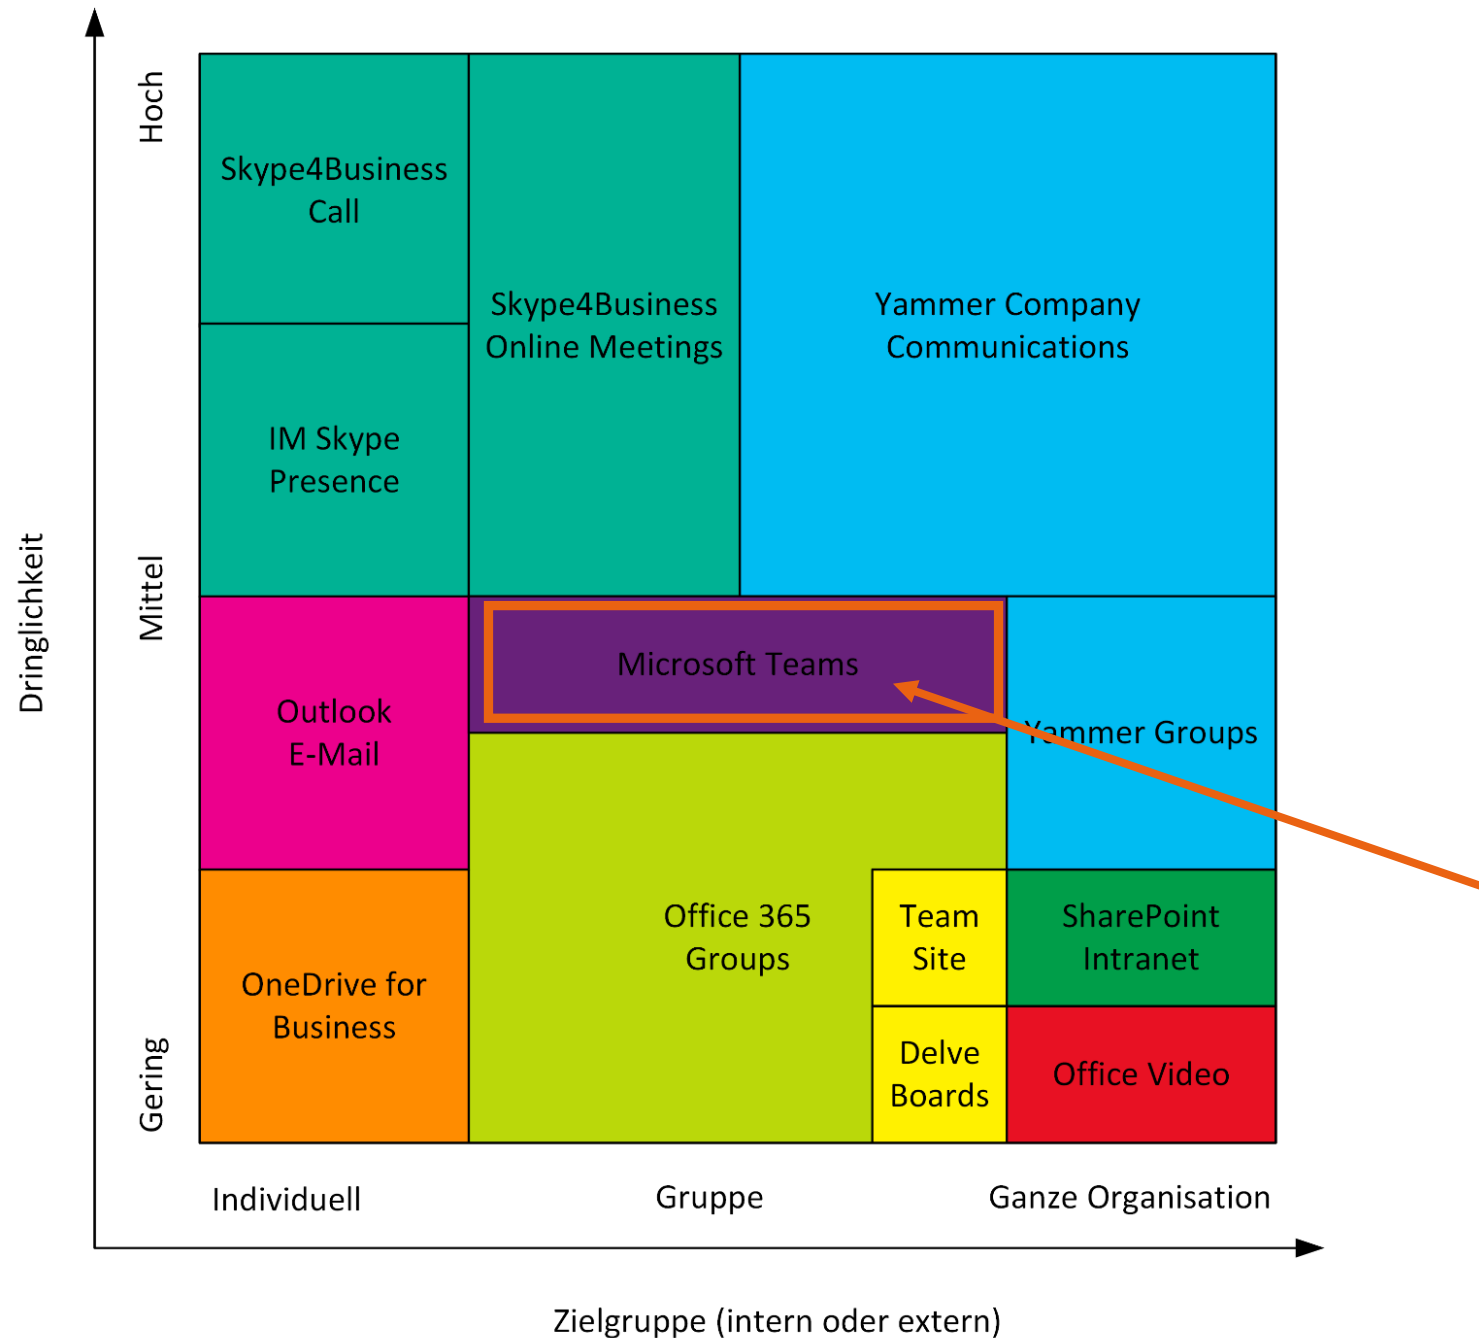 Hoch
Skype4Business
Call
Skype4Business
Online Meetings
Yammer Company
Communications
IM Skype
Presence
Dringlichkeit
Mittel
Microsoft Teams
Outlook
E-Mail
Yammer Groups
Office 365
Groups
Team
Site
SharePoint
Intranet
OneDrive for
Business
Gering
Delve
Boards
Office Video
Individuell
Gruppe
Ganze Organisation
Zielgruppe (intern oder extern)